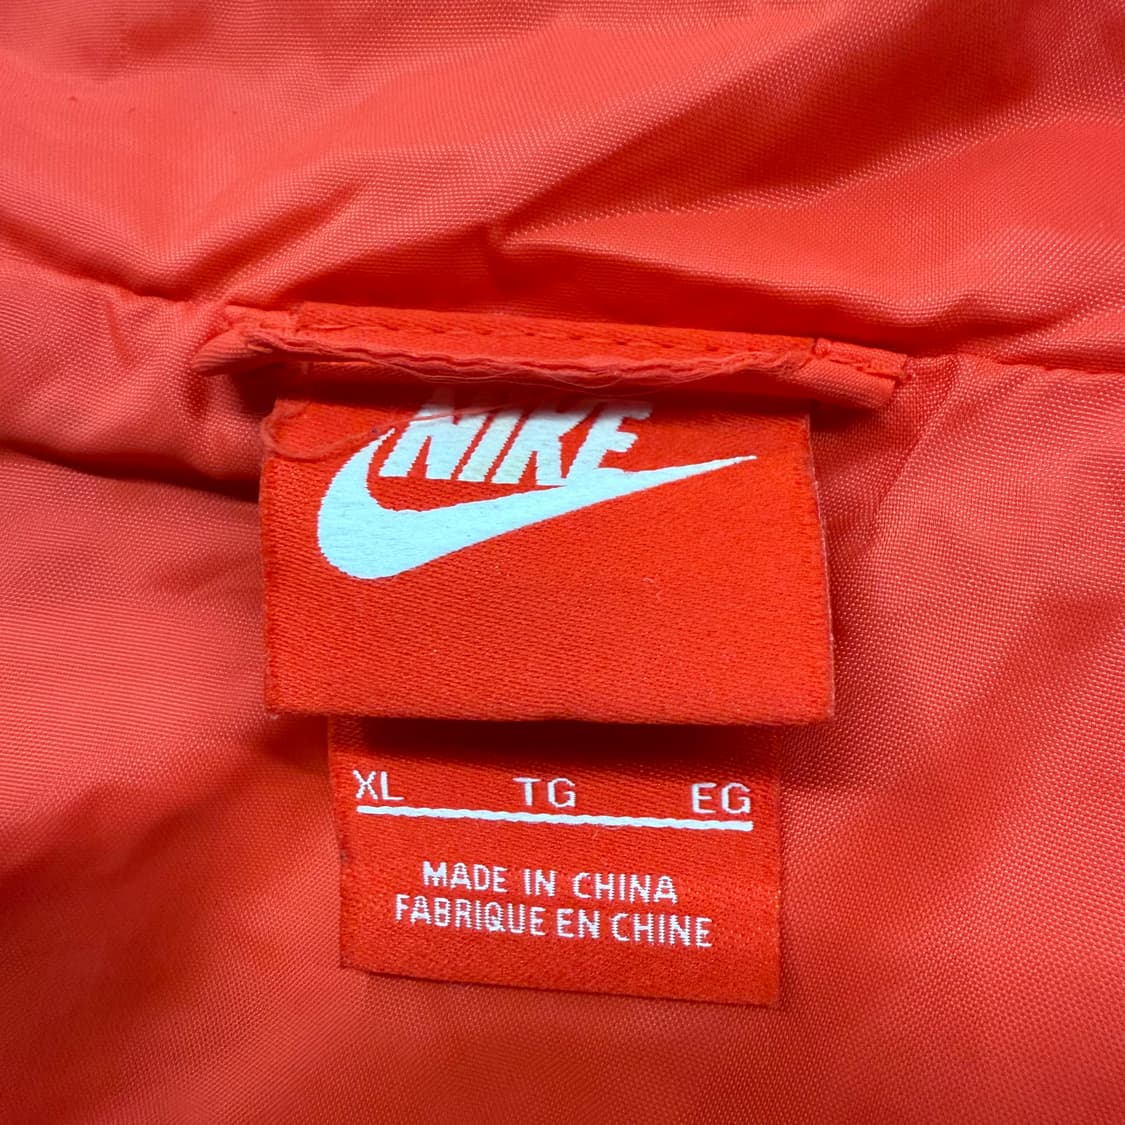 NIKE
XL TG EG
MADE IN CHINA
FABRIQUE EN CHINE